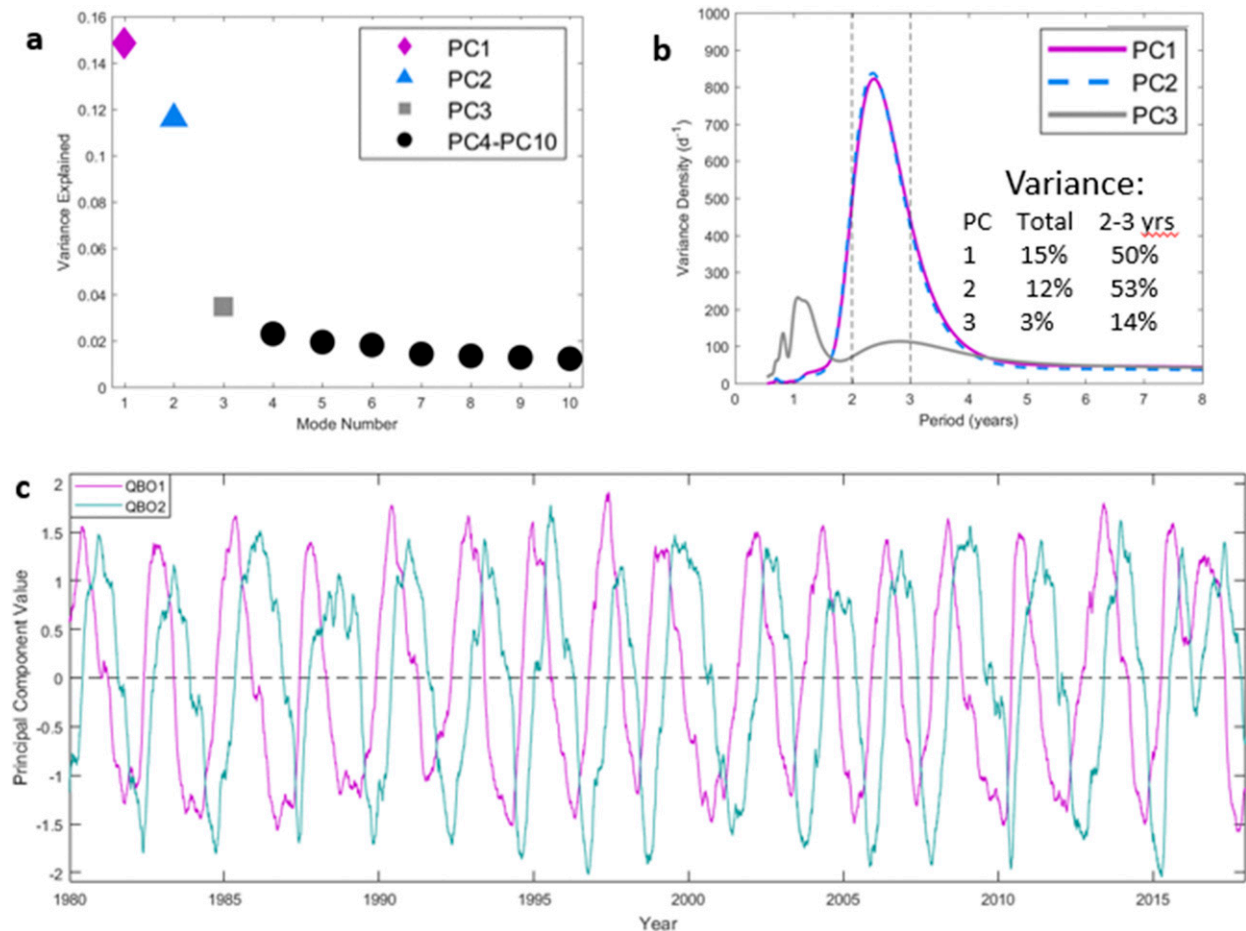 a
0.16
0.14
0.12
0.1
0.08
0.06
0.04
0.02
0
Variance Explained
1 2 3 4 5 6 7 8 9 10
Mode Number
PC1
PC2
PC3
PC4-PC10
b
1000
900
800
700
600
500
400
300
200
100
0
Variance Density (d⁻¹)
0 1 2 3 4 5 6 7 8
Period (years)
PC1
PC2
PC3
Variance:
PC Total 2-3 yrs
1 15% 50%
2 12% 53%
3 3% 14%
c
QBO1
QBO2
2
1.5
1
0.5
0
-0.5
-1
-1.5
-2
Principal Component Value
1980 1985 1990 1995 2000 2005 2010 2015
Year